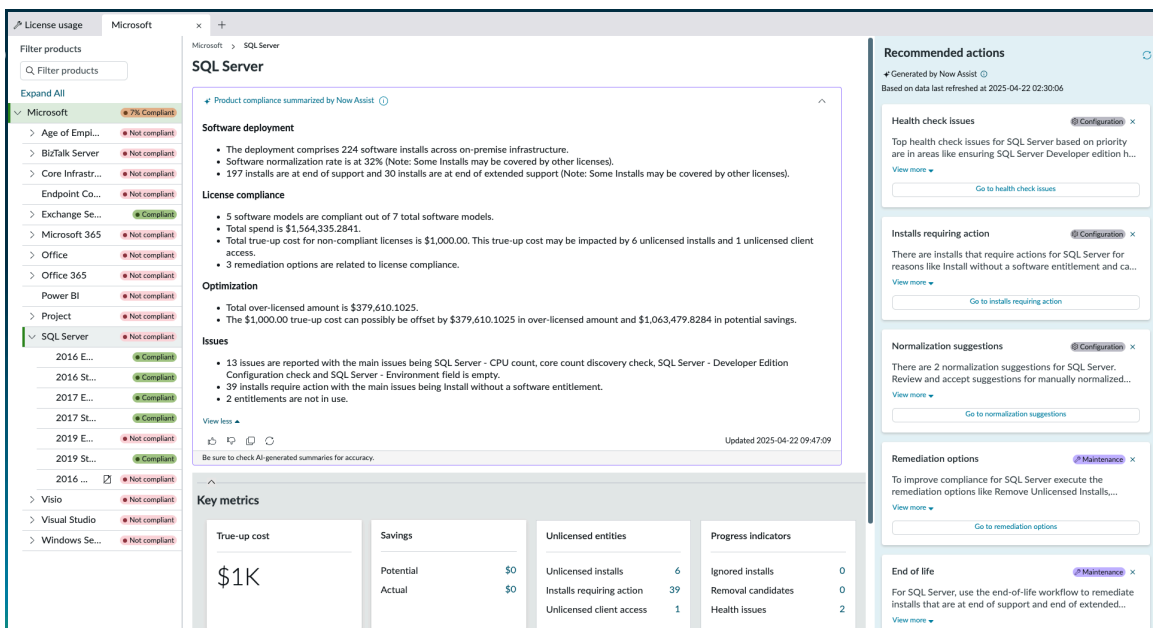 License usage
Microsoft × +
Filter products
Filter products
Expand All
Microsoft 7% Compliant
Age of Empi... Not compliant
BizTalk Server Not compliant
Core Infrastr... Not compliant
Endpoint Co... Not compliant
Exchange Se... Compliant
Microsoft 365 Not compliant
Office Not compliant
Office 365 Not compliant
Power BI Not compliant
Project Not compliant
SQL Server Not compliant
2016 E... Compliant
2016 St... Compliant
2017 E... Compliant
2017 St... Compliant
2019 E... Not compliant
2019 St... Compliant
2016 ... Not compliant
Visio Not compliant
Visual Studio Not compliant
Windows Se... Not compliant
Microsoft > SQL Server
SQL Server
Product compliance summarized by Now Assist
Software deployment
• The deployment comprises 224 software installs across on-premise infrastructure.
• Software normalization rate is at 32% (Note: Some Installs may be covered by other licenses).
• 197 installs are at end of support and 30 installs are at end of extended support (Note: Some Installs may be covered by other licenses).
License compliance
• 5 software models are compliant out of 7 total software models.
• Total spend is $1,564,335.2841.
• Total true-up cost for non-compliant licenses is $1,000.00. This true-up cost may be impacted by 6 unlicensed installs and 1 unlicensed client
access.
• 3 remediation options are related to license compliance.
Optimization
• Total over-licensed amount is $379,610.1025.
• The $1,000.00 true-up cost can possibly be offset by $379,610.1025 in over-licensed amount and $1,063,479.8284 in potential savings.
Issues
• 13 issues are reported with the main issues being SQL Server - CPU count, core count discovery check, SQL Server - Developer Edition
Configuration check and SQL Server - Environment field is empty.
• 39 installs require action with the main issues being Install without a software entitlement.
• 2 entitlements are not in use.
View less
Updated 2025-04-22 09:47:09
Be sure to check AI-generated summaries for accuracy.
Key metrics
True-up cost
$1K
Savings
Potential $0
Actual $0
Unlicensed entities
Unlicensed installs 6
Installs requiring action 39
Unlicensed client access 1
Progress indicators
Ignored installs 0
Removal candidates 0
Health issues 2
Recommended actions
Generated by Now Assist
Based on data last refreshed at 2025-04-22 02:30:06
Health check issues Configuration ×
Top health check issues for SQL Server based on priority
are in areas like ensuring SQL Server Developer edition h...
View more
Go to health check issues
Installs requiring action Configuration ×
There are installs that require actions for SQL Server for
reasons like Install without a software entitlement and ca...
View more
Go to installs requiring action
Normalization suggestions Configuration ×
There are 2 normalization suggestions for SQL Server.
Review and accept suggestions for manually normalized...
View more
Go to normalization suggestions
Remediation options Maintenance ×
To improve compliance for SQL Server execute the
remediation options like Remove Unlicensed Installs,...
View more
Go to remediation options
End of life Maintenance ×
For SQL Server, use the end-of-life workflow to remediate
installs that are at end of support and end of extended...
View more